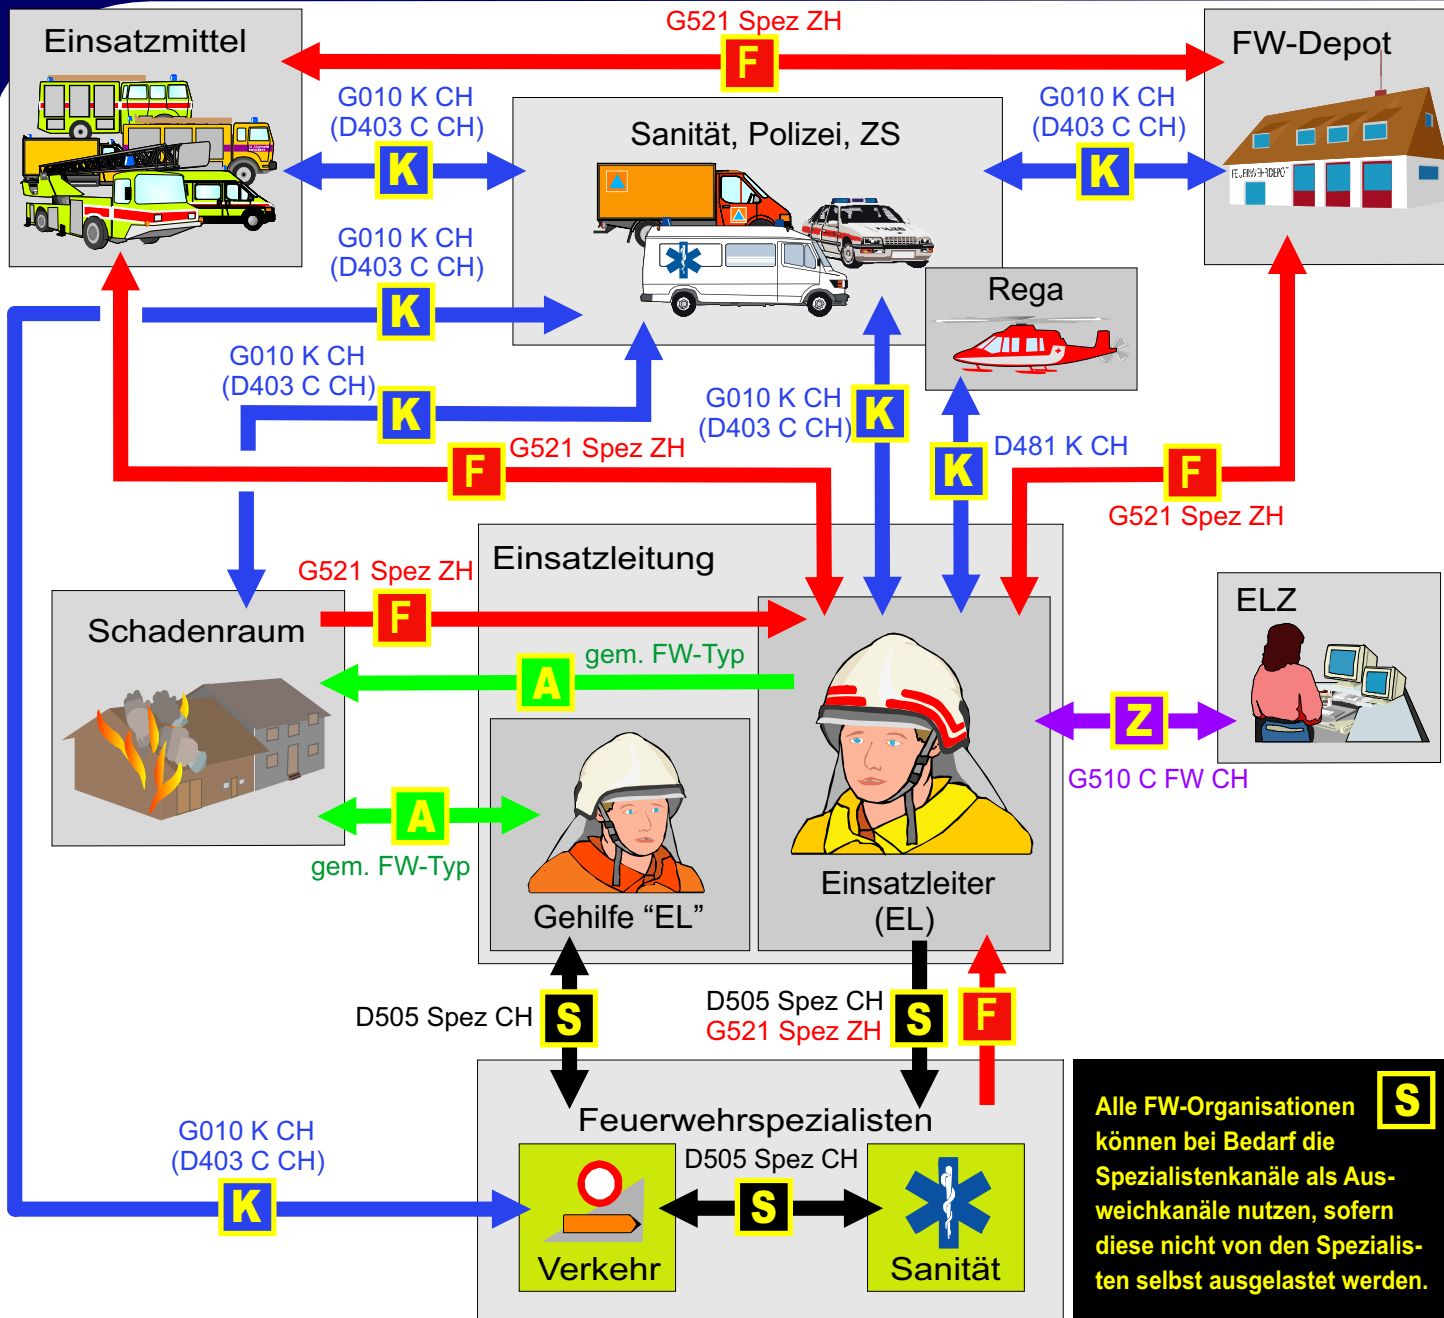 G521 Spez ZH
F
Einsatzmittel
FW-Depot
G010 K CH
(D403 C CH)
K
Sanität, Polizei, ZS
G010 K CH
(D403 C CH)
K
FEUERWEHRDEPOT
POLIZEI
G010 K CH
(D403 C CH)
K
Rega
G010 K CH
(D403 C CH)
K
G010 K CH
(D403 C CH)
K
G521 Spez ZH
F
D481 K CH
K
F
G521 Spez ZH
Einsatzleitung
G521 Spez ZH
F
Schadenraum
ELZ
gem. FW-Typ
A
Z
G510 C FW CH
A
gem. FW-Typ
Einsatzleiter
(EL)
Gehilfe “EL”
D505 Spez CH
S
D505 Spez CH
G521 Spez ZH
S
F
Feuerwehrspezialisten
G010 K CH
(D403 C CH)
K
D505 Spez CH
S
Verkehr
Sanität
Alle FW-Organisationen
S
können bei Bedarf die
Spezialistenkanäle als Aus-
weichkanäle nutzen, sofern
diese nicht von den Spezialis-
ten selbst ausgelastet werden.